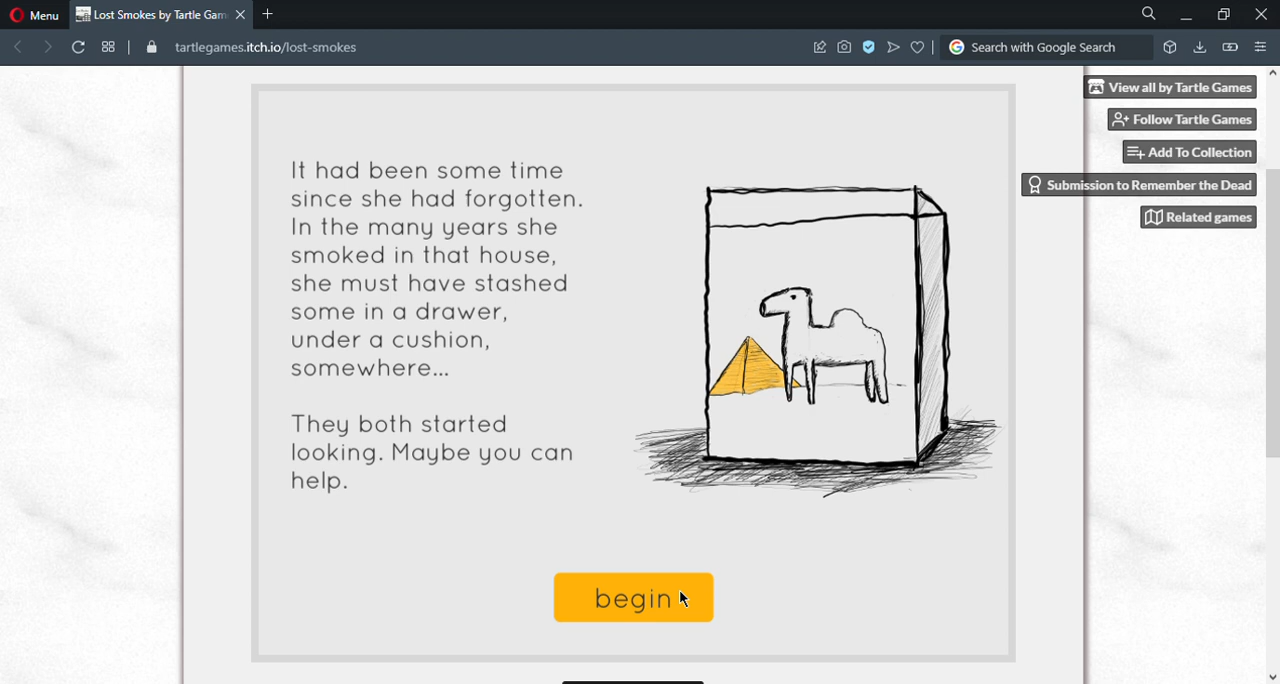 Menu
Lost Smokes by Tartle Gam
tartlegames.itch.io/lost-smokes
Search with Google Search
View all by Tartle Games
Follow Tartle Games
Add To Collection
Submission to Remember the Dead
Related games
It had been some time
since she had forgotten.
In the many years she
smoked in that house,
she must have stashed
some in a drawer,
under a cushion,
somewhere...
They both started
looking. Maybe you can
help.
begin